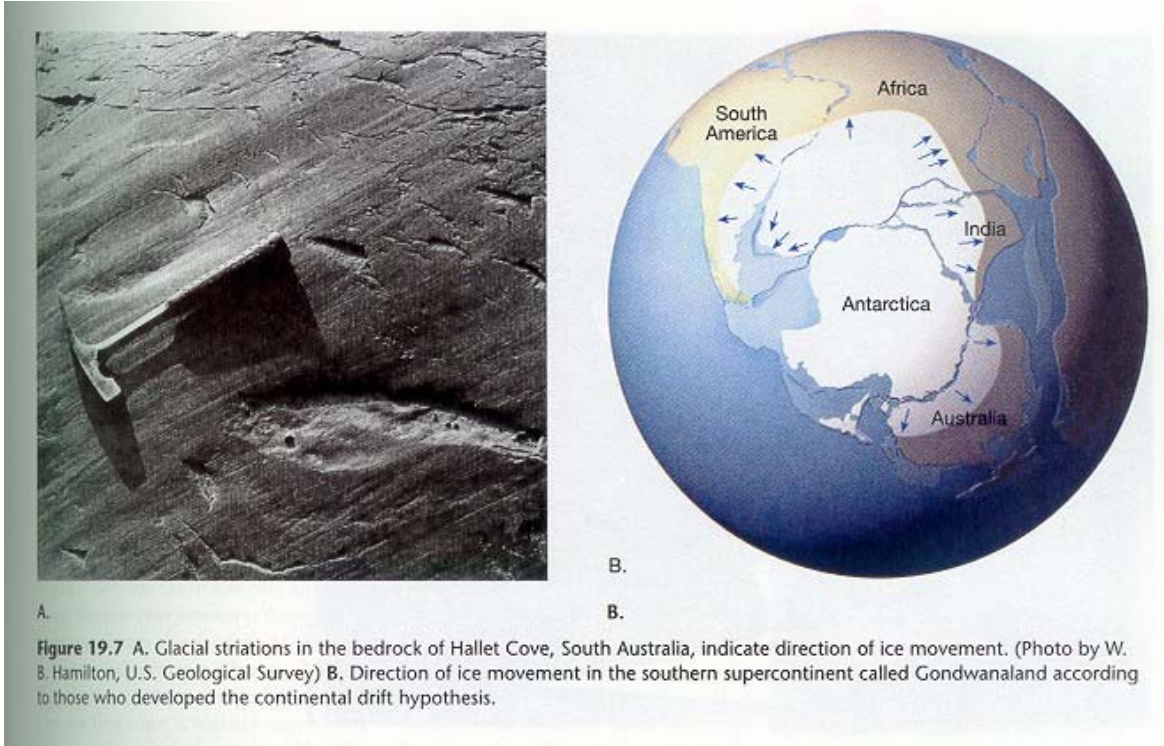 South
America
Africa
India
Antarctica
Australia
B.
A.
B.
Figure 19.7 A. Glacial striations in the bedrock of Hallet Cove, South Australia, indicate direction of ice movement. (Photo by W.
B. Hamilton, U.S. Geological Survey) B. Direction of ice movement in the southern supercontinent called Gondwanaland according
to those who developed the continental drift hypothesis.